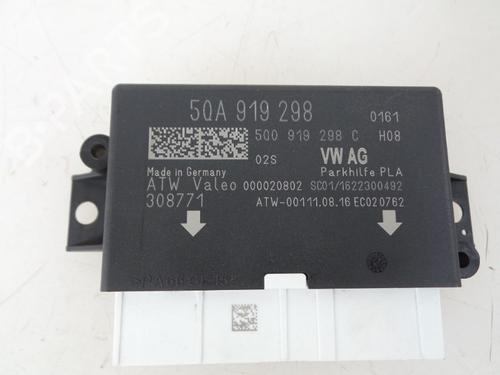 5QA 919 298 0161
5Q0 919 298 C H08
02S VW AG
Made in Germany Parkhilfe PLA
ATW Valeo 000020802 SC01/1622300492
308771 ATW-00111.08.16 EC020762